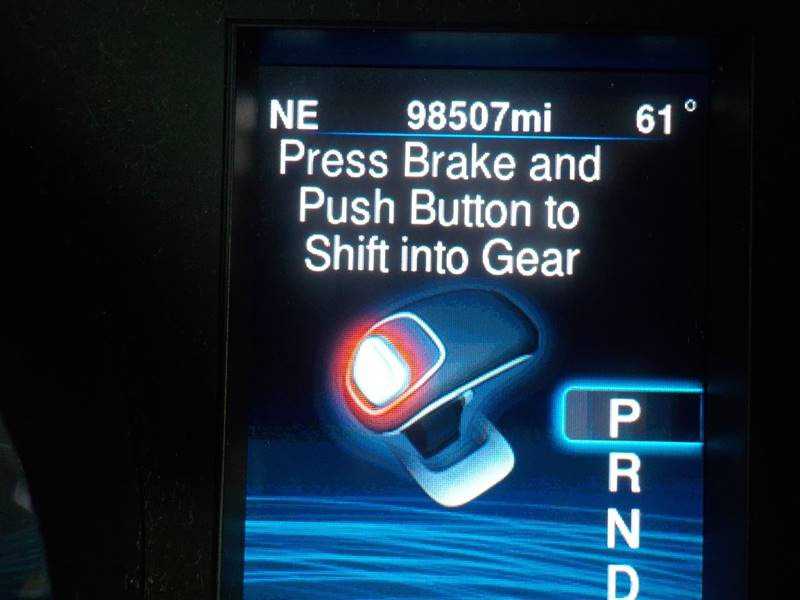 NE 98507mi 61°
Press Brake and
Push Button to
Shift into Gear
P
R
N
D